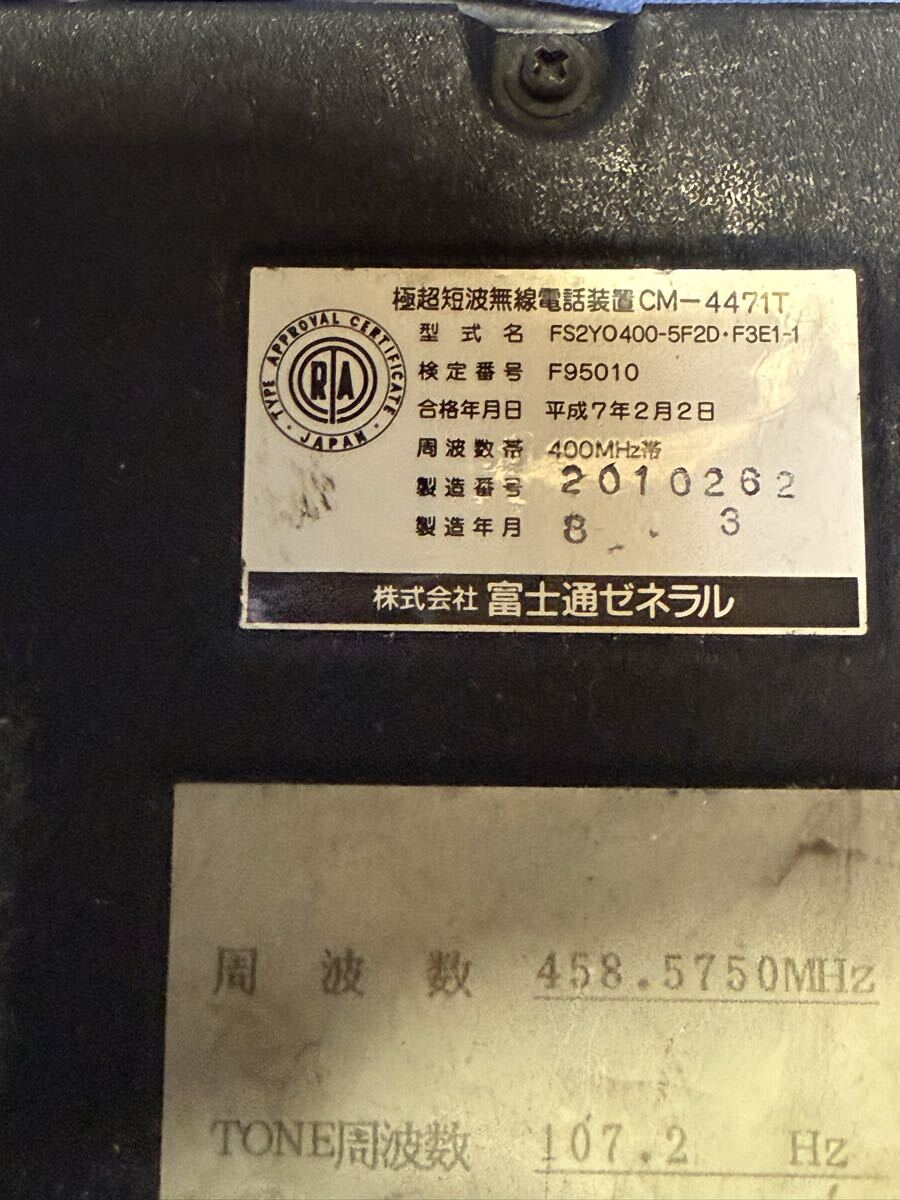 極超短波無線電話装置CM-4471T
型式名 FS2YO400-5F2D・F3E1-1
検定番号 F95010
合格年月日 平成7年2月2日
周波数帯 400MHz帯
製造番号 2010262
製造年月 8 . 3
TYPE APPROVAL CERTIFICATE
RTA
・JAPAN・
株式会社 富士通ゼネラル
周波数 458.5750MHz
TONE周波数 107.2 Hz